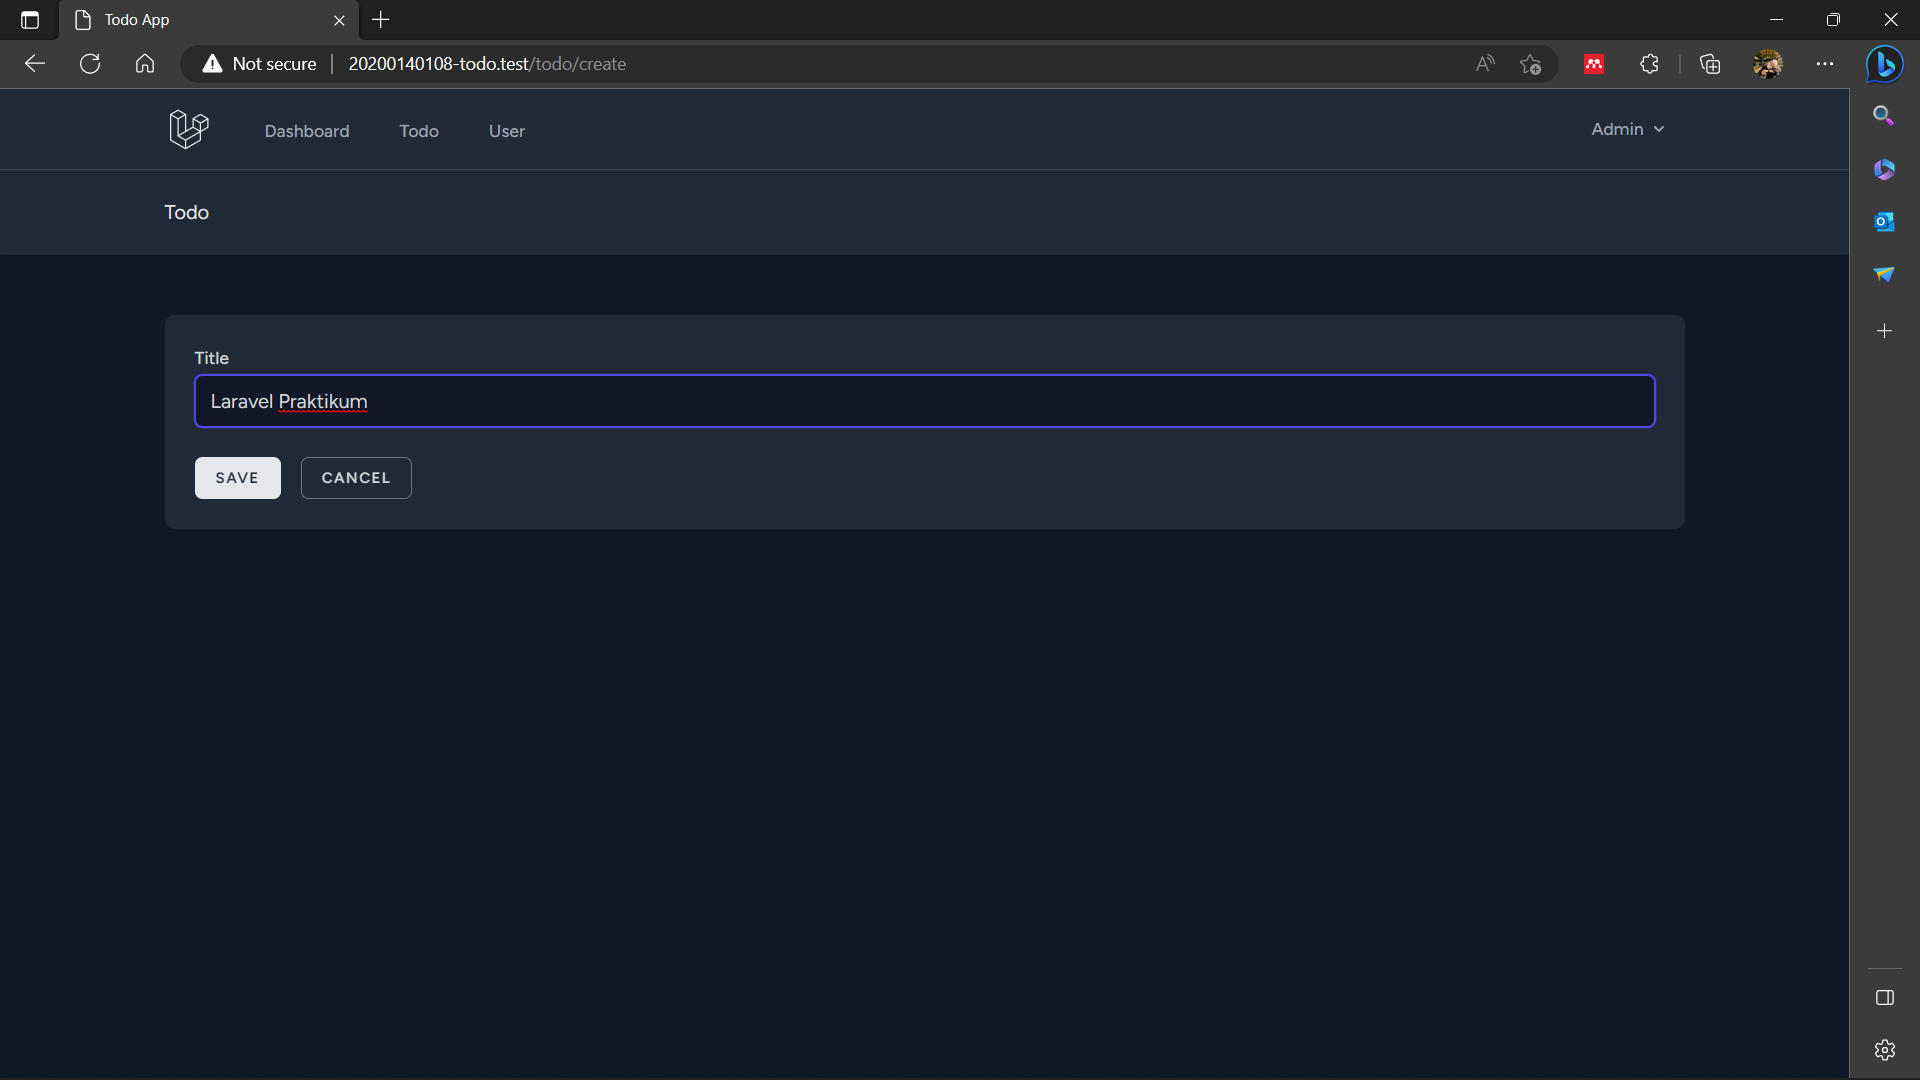 Todo App
Not secure 20200140108-todo.test/todo/create
Dashboard Todo User Admin
Todo
Title
Laravel Praktikum
SAVE CANCEL